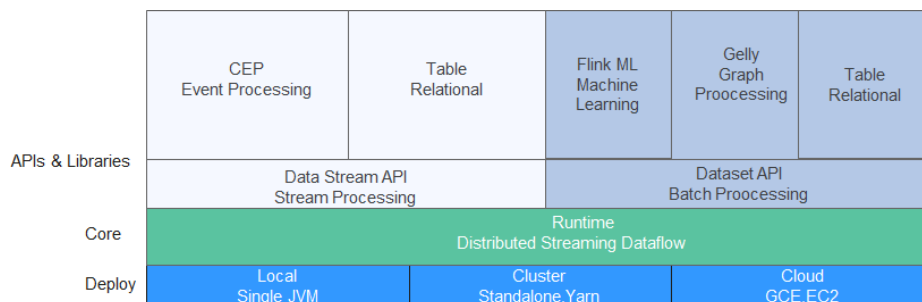 CEP
Event Processing
Table
Relational
Flink ML
Machine
Learning
Gelly
Graph
Proocessing
Table
Relational
APIs & Libraries
Data Stream API
Stream Processing
Dataset API
Batch Proocessing
Core
Runtime
Distributed Streaming Dataflow
Deploy
Local
Single JVM
Cluster
Standalone,Yarn
Cloud
GCE,EC2